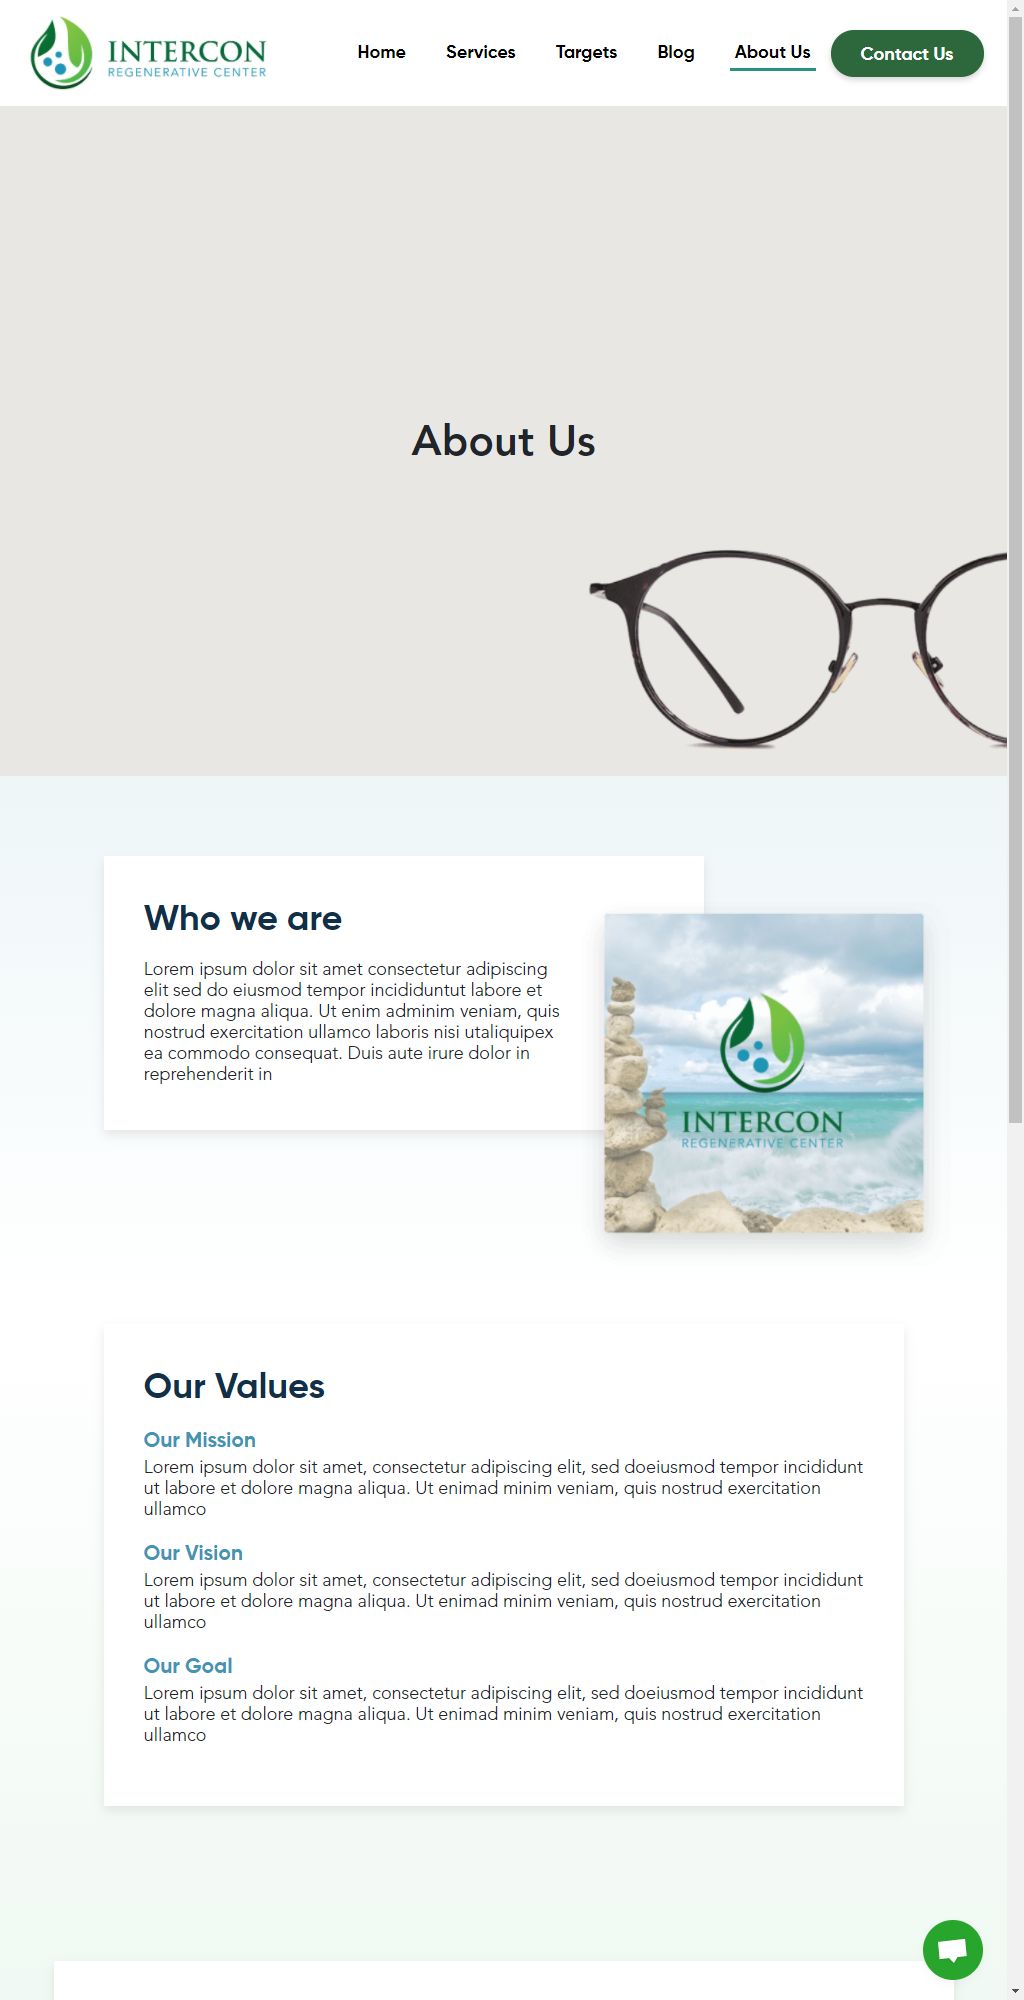 INTERCON
REGENERATIVE CENTER
Home
Services
Targets
Blog
About Us
Contact Us
About Us
Who we are
Lorem ipsum dolor sit amet consectetur adipiscing
elit sed do eiusmod tempor incididuntut labore et
dolore magna aliqua. Ut enim adminim veniam, quis
nostrud exercitation ullamco laboris nisi utaliquipex
ea commodo consequat. Duis aute irure dolor in
reprehenderit in
INTERCON
REGENERATIVE CENTER
Our Values
Our Mission
Lorem ipsum dolor sit amet, consectetur adipiscing elit, sed doeiusmod tempor incididunt
ut labore et dolore magna aliqua. Ut enimad minim veniam, quis nostrud exercitation
ullamco
Our Vision
Lorem ipsum dolor sit amet, consectetur adipiscing elit, sed doeiusmod tempor incididunt
ut labore et dolore magna aliqua. Ut enimad minim veniam, quis nostrud exercitation
ullamco
Our Goal
Lorem ipsum dolor sit amet, consectetur adipiscing elit, sed doeiusmod tempor incididunt
ut labore et dolore magna aliqua. Ut enimad minim veniam, quis nostrud exercitation
ullamco